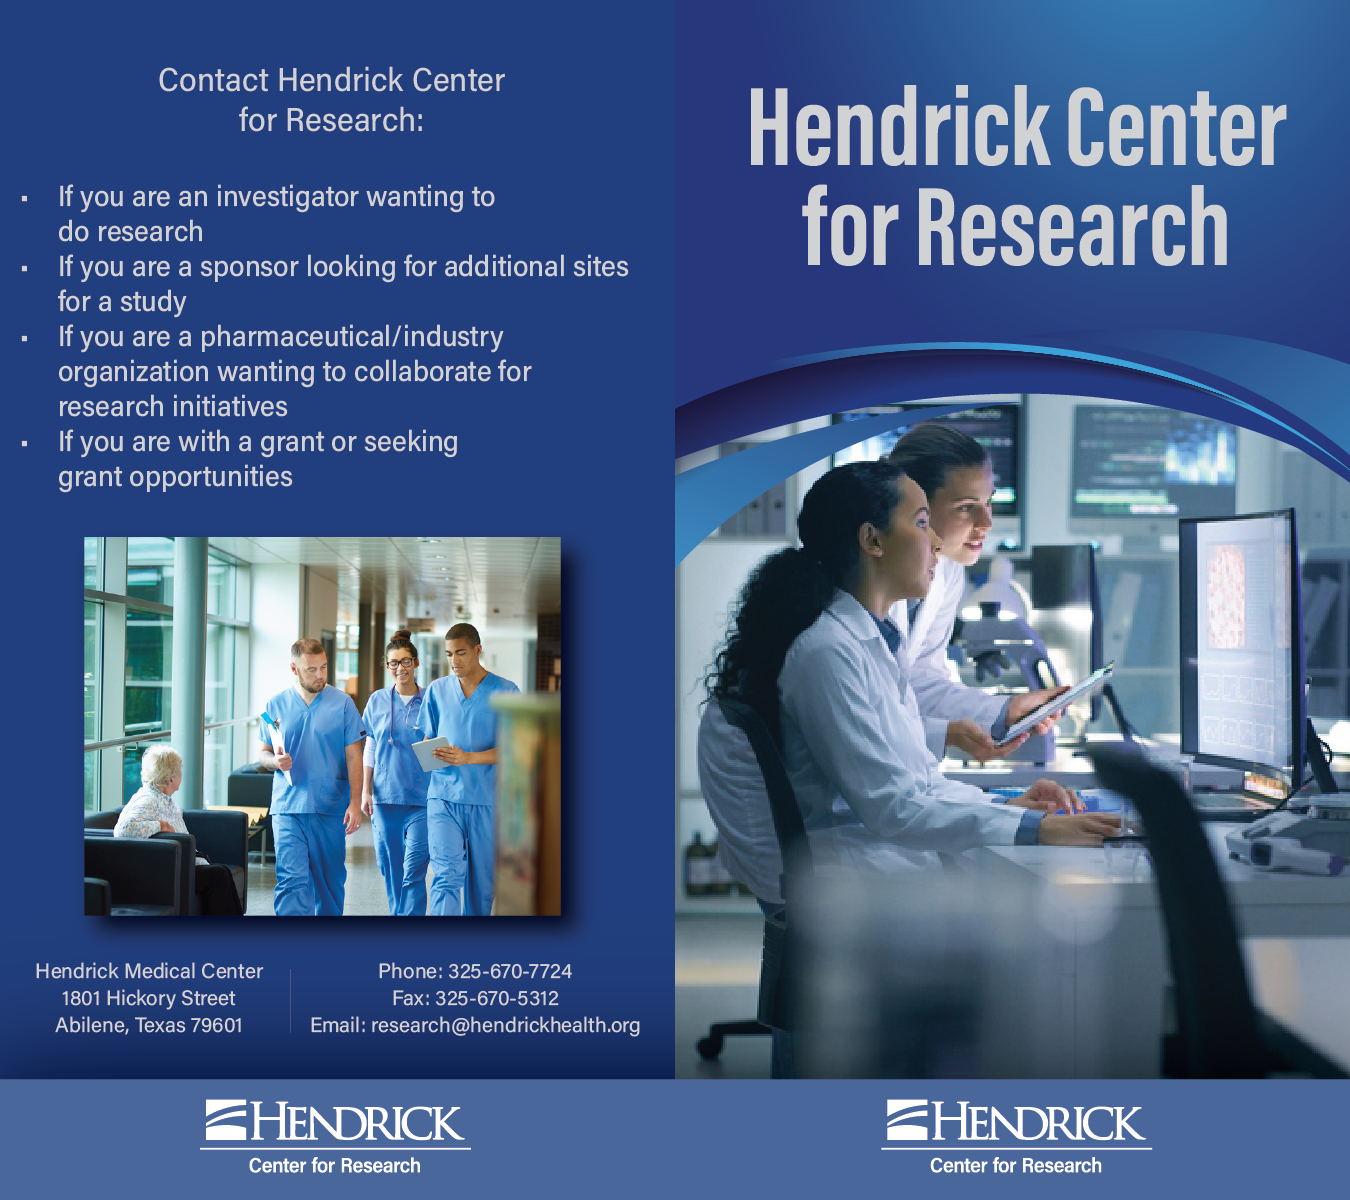 Contact Hendrick Center
for Research:
▪ If you are an investigator wanting to
do research
▪ If you are a sponsor looking for additional sites
for a study
▪ If you are a pharmaceutical/industry
organization wanting to collaborate for
research initiatives
▪ If you are with a grant or seeking
grant opportunities
Hendrick Medical Center
1801 Hickory Street
Abilene, Texas 79601
Phone: 325-670-7724
Fax: 325-670-5312
Email: research@hendrickhealth.org
HENDRICK
Center for Research
Hendrick Center
for Research
HENDRICK
Center for Research